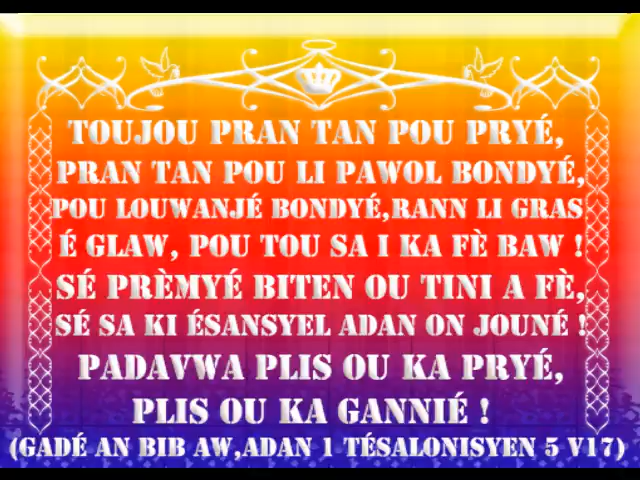 TOUJOU PRAN TAN POU PRYÉ,
PRAN TAN POU LI PAWOL BONDYÉ,
POU LOUWANJÉ BONDYÉ,RANN LI GRAS
É GLAW, POU TOU SA I KA FÈ BAW !
SÉ PRÈMYÉ BITEN OU TINI A FÈ,
SÉ SA KI ÉSANSYEL ADAN ON JOUNÉ !
PADAVWA PLIS OU KA PRYÉ,
PLIS OU KA GANNIÉ !
(GADÉ AN BIB AW,ADAN 1 TÉSALONISYEN 5 V17)